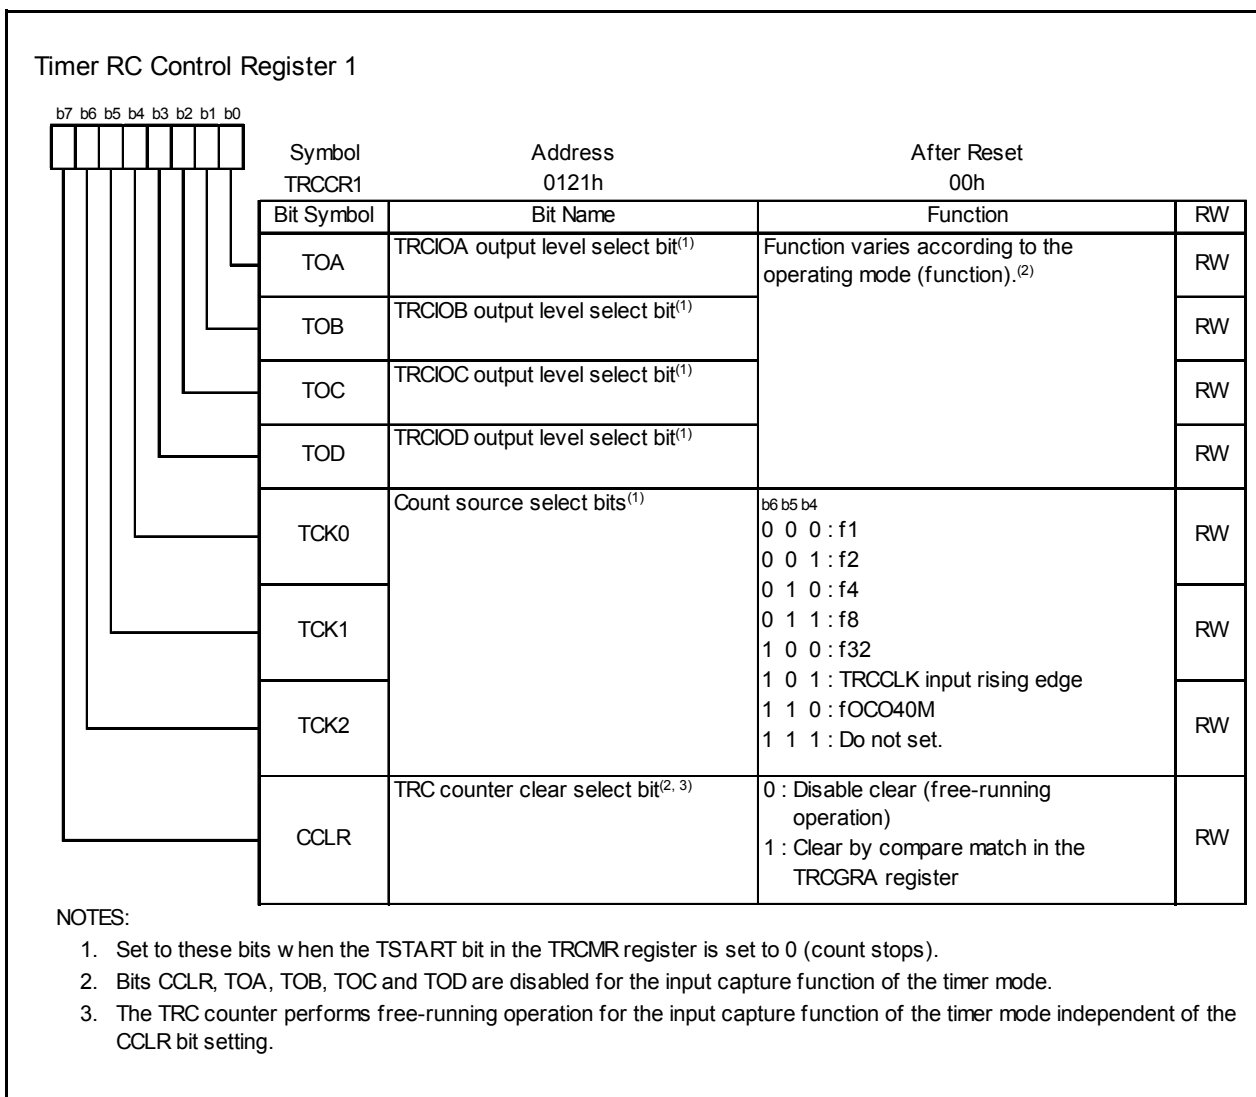 Timer RC Control Register 1
b7 b6 b5 b4 b3 b2 b1 b0
Symbol Address After Reset
TRCCR1 0121h 00h
Bit Symbol Bit Name Function RW
TOA TRCIOA output level select bit(1) Function varies according to the operating mode (function).(2) RW
TOB TRCIOB output level select bit(1) RW
TOC TRCIOC output level select bit(1) RW
TOD TRCIOD output level select bit(1) RW
Count source select bits(1) b6 b5 b4
TCK0 0 0 0 : f1 RW
0 0 1 : f2
0 1 0 : f4
TCK1 0 1 1 : f8 RW
1 0 0 : f32
1 0 1 : TRCCLK input rising edge
TCK2 1 1 0 : fOCO40M RW
1 1 1 : Do not set.
CCLR TRC counter clear select bit(2, 3) 0 : Disable clear (free-running RW
operation)
1 : Clear by compare match in the
TRCGRA register
NOTES:
1. Set to these bits when the TSTART bit in the TRCMR register is set to 0 (count stops).
2. Bits CCLR, TOA, TOB, TOC and TOD are disabled for the input capture function of the timer mode.
3. The TRC counter performs free-running operation for the input capture function of the timer mode independent of the
CCLR bit setting.